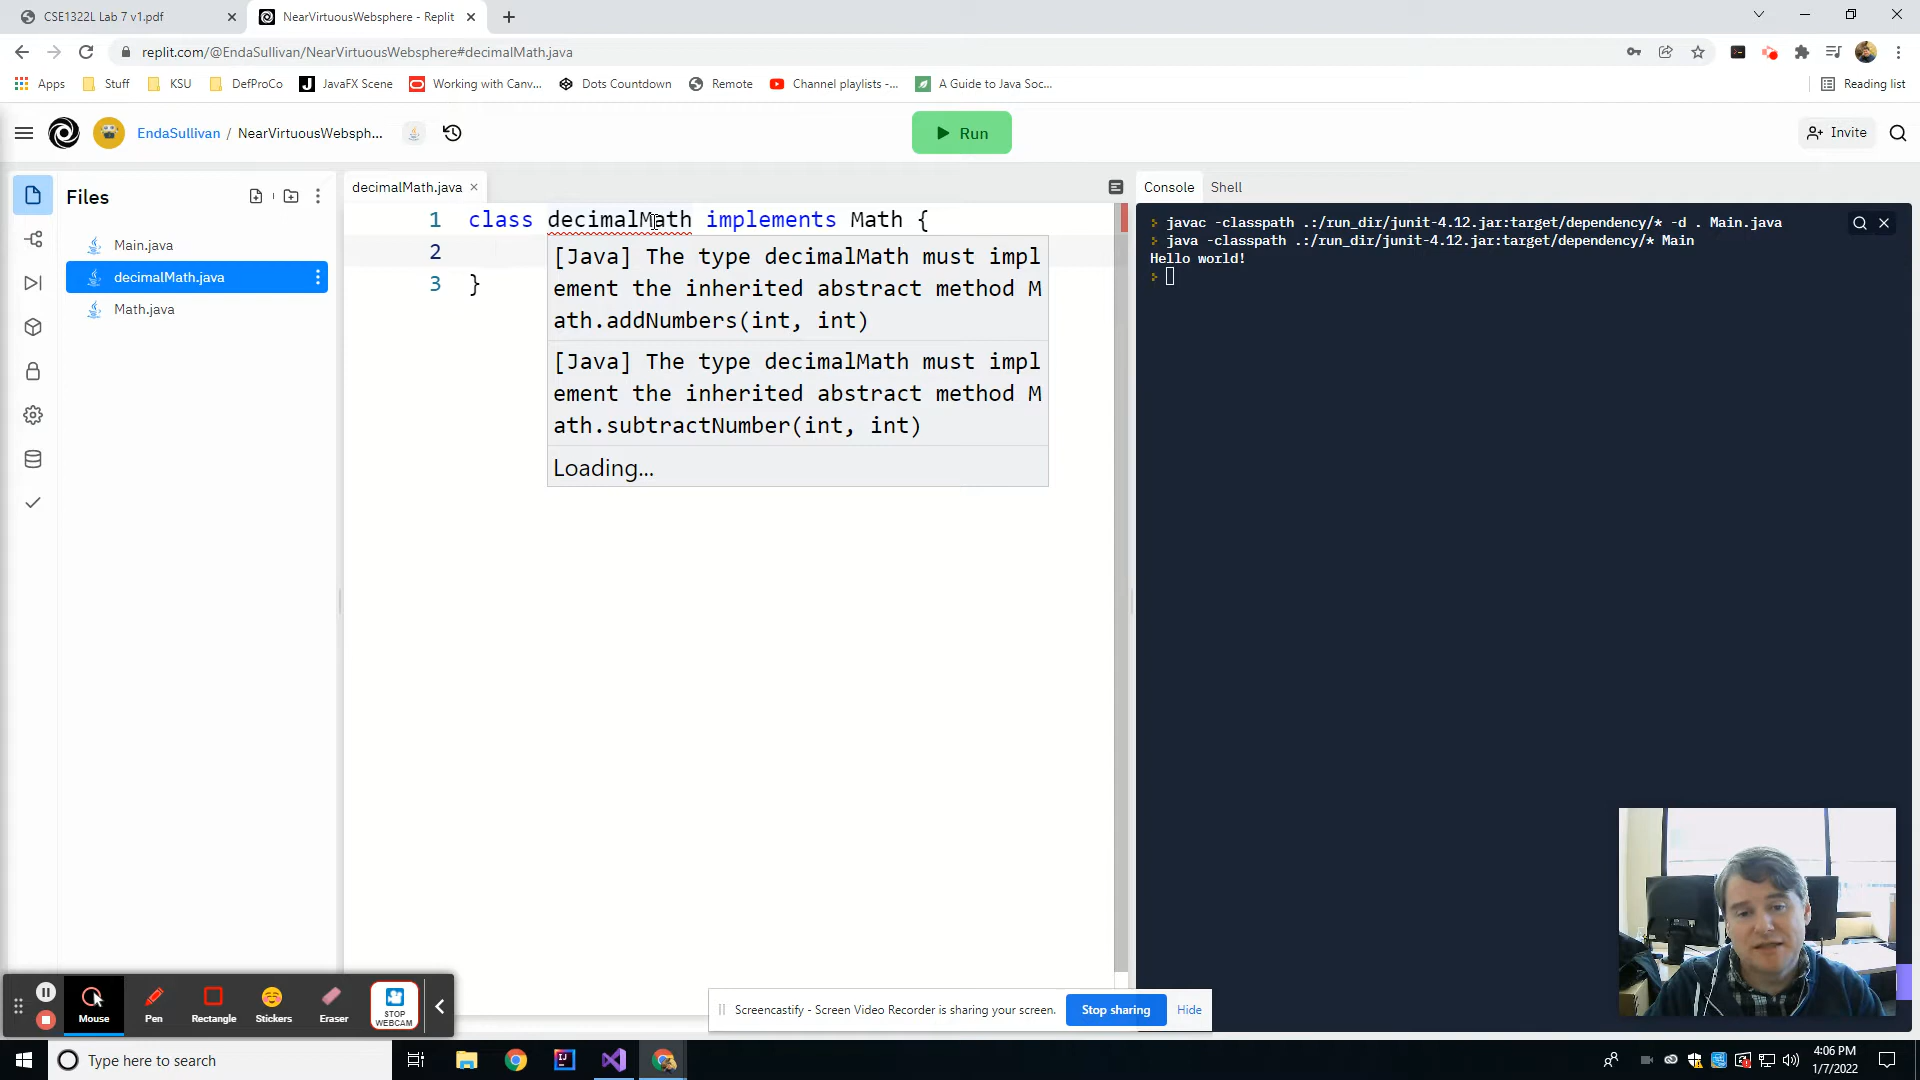 CSE1322L Lab 7 v1.pdf
NearVirtuousWebsphere - Replit
replit.com/@EndaSullivan/NearVirtuousWebsphere#decimalMath.java
Apps Stuff KSU DefProCo JavaFX Scene Working with Canv... Dots Countdown Remote Channel playlists -... A Guide to Java Soc... Reading list
EndaSullivan / NearVirtuousWebsph... Run Invite
Files
Main.java
decimalMath.java
Math.java
decimalMath.java
1 class decimalMath implements Math {
2
3 }
[Java] The type decimalMath must impl
ement the inherited abstract method M
ath.addNumbers(int, int)
[Java] The type decimalMath must impl
ement the inherited abstract method M
ath.subtractNumber(int, int)
Loading...
Console Shell
javac -classpath .:/run_dir/junit-4.12.jar:target/dependency/* -d . Main.java
java -classpath .:/run_dir/junit-4.12.jar:target/dependency/* Main
Hello world!
Mouse Pen Rectangle Stickers Eraser STOP WEBCAM
Screencastify - Screen Video Recorder is sharing your screen. Stop sharing Hide
Type here to search
4:06 PM
1/7/2022